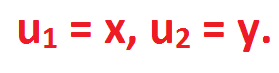 u₁ = x, u₂ = y.